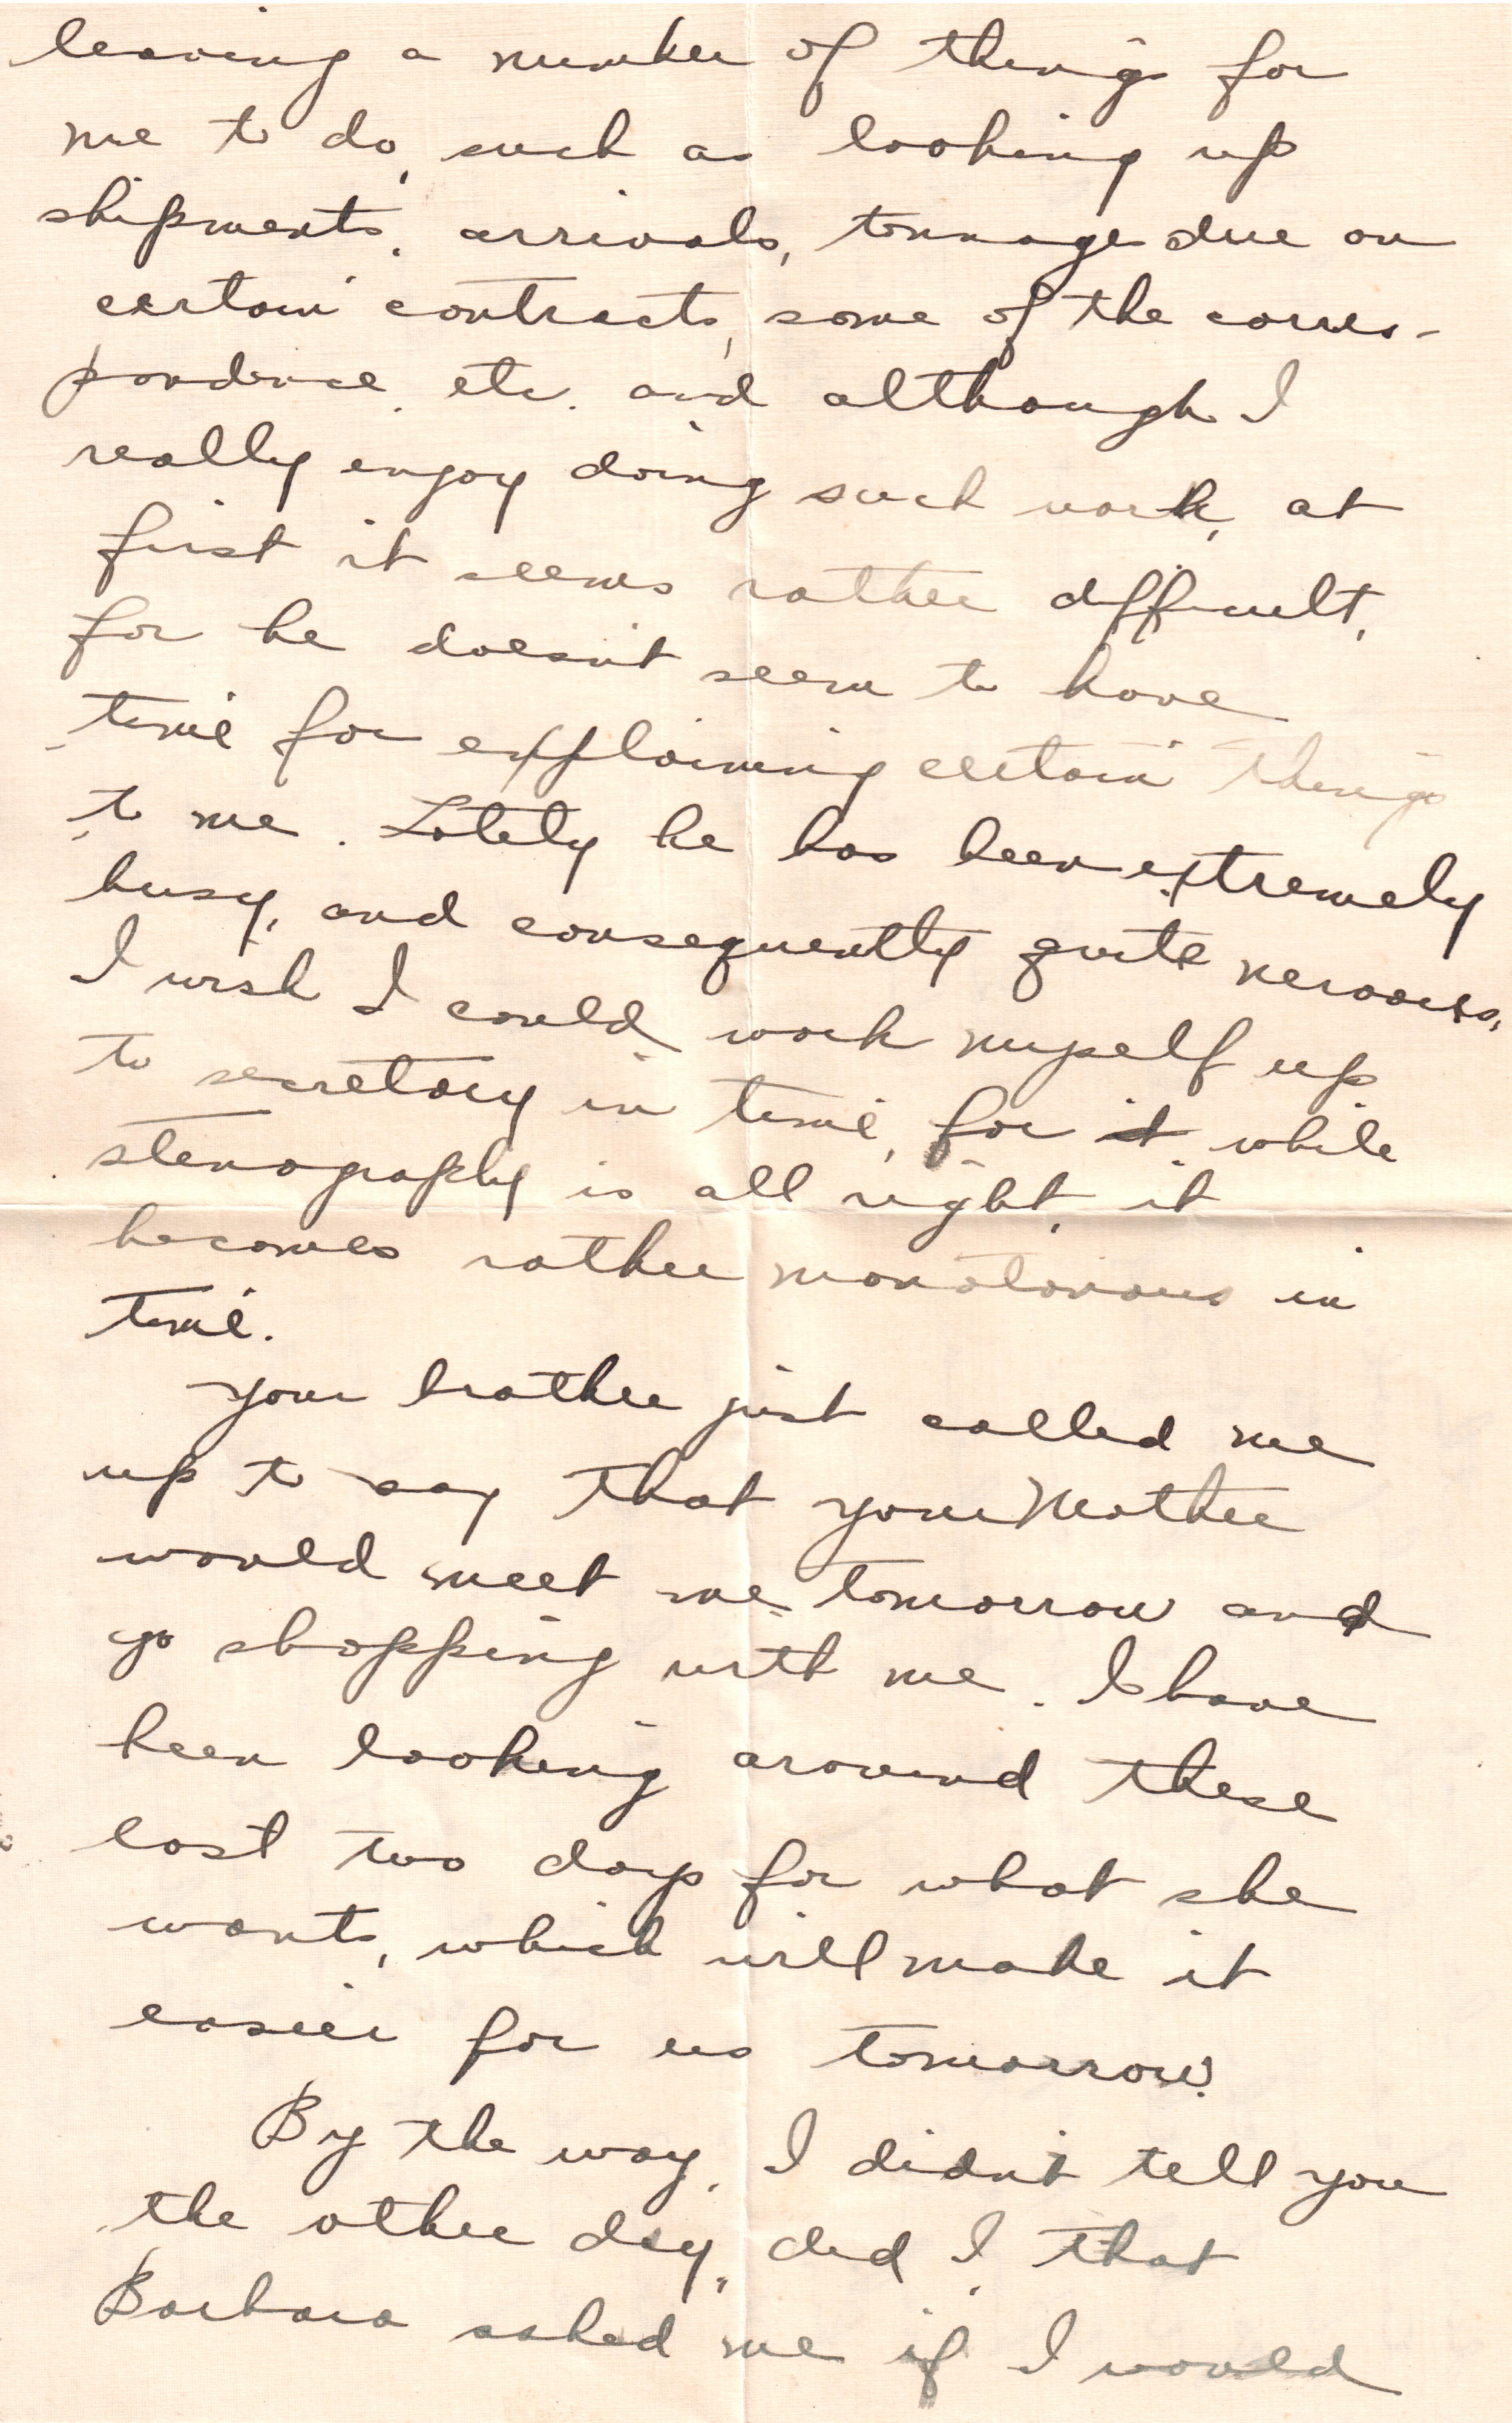 leaving a number of things for
me to do, such as looking up
shipments, arrivals, tonnage due on
certain contracts, some of the corres-
pondence, etc. and although I
really enjoy doing such work, at
first it seems rather difficult,
for he doesn't seem to have
time for explaining certain things
to me. Lately he has been extremely
busy, and consequently quite nervous.
I wish I could work myself up
to secretary in time, for it while
stenography is all right, it
becomes rather monotonous in
time.
Your brother just called me
up to say that your Mother
would meet me tomorrow and
go shopping with me. I have
been looking around these
last two days for what she
wants, which will make it
easier for us tomorrow.
By the way, I didn't tell you
the other day, did I, that
Barbara asked me if I would